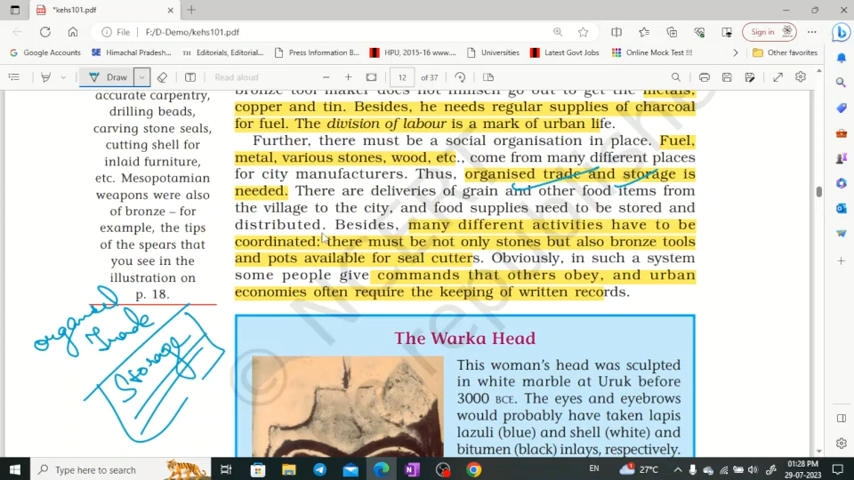 *kehs101.pdf
File | F:/D-Demo/kehs101.pdf
Sign in
Google Accounts
Himachal Pradesh...
Editorials, Editorial...
Press Information B...
HPU, 2015-16 www....
Universities
Latest Govt Jobs
Online Mock Test !!...
Other favorites
Draw
Read aloud
12 of 37
accurate carpentry,
drilling beads,
carving stone seals,
cutting shell for
inlaid furniture,
etc. Mesopotamian
weapons were also
of bronze – for
example, the tips
of the spears that
you see in the
illustration on
p. 18.
organised
Trade
Storage
bronze tool maker does not himself go out to get the metals,
copper and tin. Besides, he needs regular supplies of charcoal
for fuel. The division of labour is a mark of urban life.
Further, there must be a social organisation in place. Fuel,
metal, various stones, wood, etc., come from many different places
for city manufacturers. Thus, organised trade and storage is
needed. There are deliveries of grain and other food items from
the village to the city, and food supplies need to be stored and
distributed. Besides, many different activities have to be
coordinated: there must be not only stones but also bronze tools
and pots available for seal cutters. Obviously, in such a system
some people give commands that others obey, and urban
economies often require the keeping of written records.
The Warka Head
This woman's head was sculpted
in white marble at Uruk before
3000 BCE. The eyes and eyebrows
would probably have taken lapis
lazuli (blue) and shell (white) and
bitumen (black) inlays, respectively.
Type here to search
EN
27°C
01:28 PM
29-07-2023